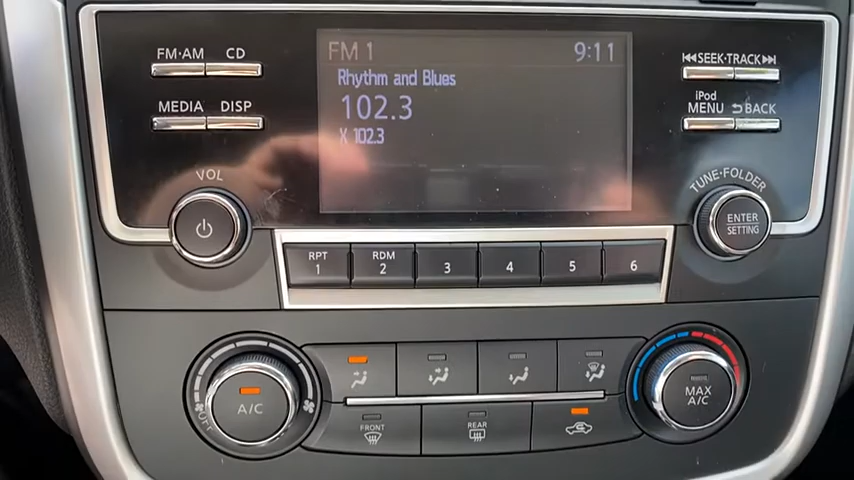 FM·AM CD
FM 1 9:11
SEEK·TRACK
Rhythm and Blues
MEDIA DISP
102.3
iPod
MENU BACK
X 102.3
VOL
TUNE·FOLDER
ENTER
SETTING
RPT
1
RDM
2
3
4
5
6
OFF
A/C
MAX
A/C
FRONT
REAR